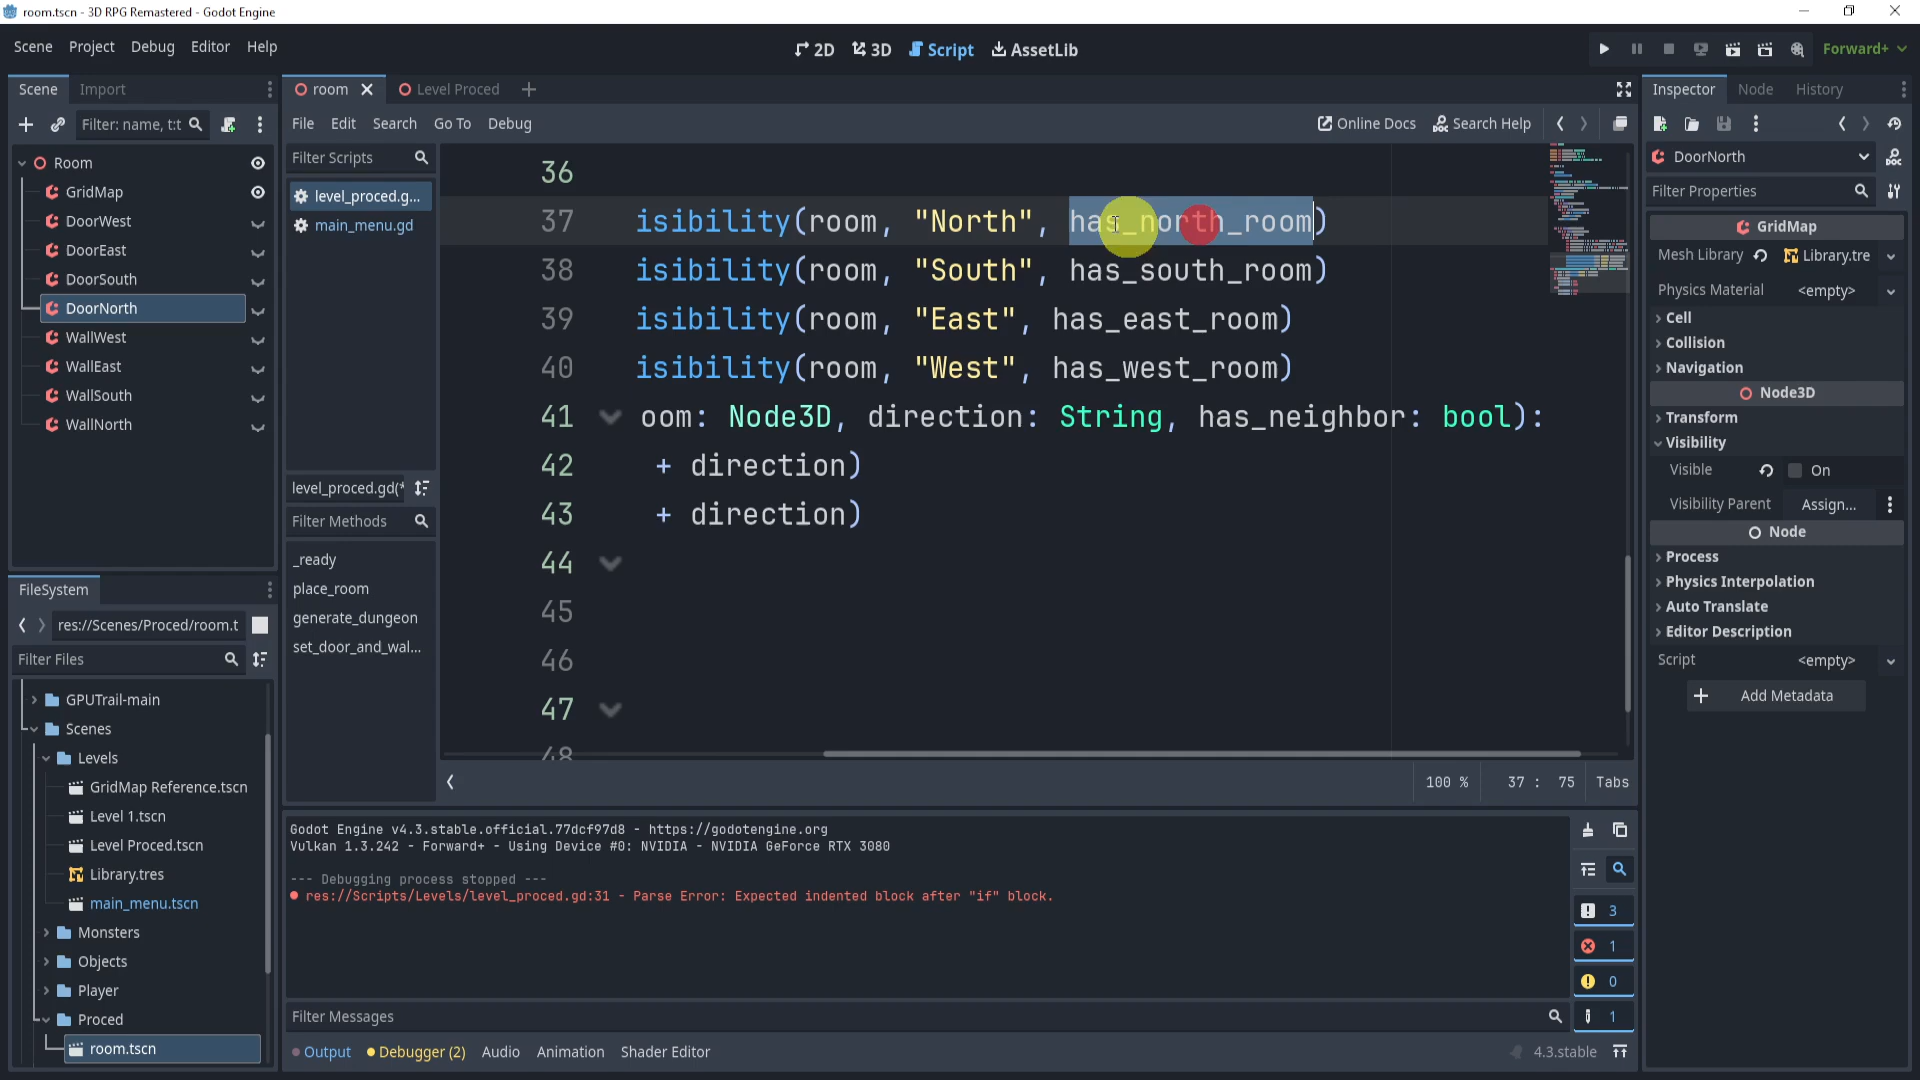 room.tscn - 3D RPG Remastered - Godot Engine
Scene Project Debug Editor Help
2D 3D Script AssetLib
Forward+
Scene Import
room Level Proced
Inspector Node History
Filter: name, t:t
File Edit Search Go To Debug
Online Docs Search Help
Room
GridMap
DoorWest
DoorEast
DoorSouth
DoorNorth
WallWest
WallEast
WallSouth
WallNorth
Filter Scripts
level_proced.g...
main_menu.gd
level_proced.gd(*
Filter Methods
_ready
place_room
generate_dungeon
set_door_and_wal...
36
37 isibility(room, "North", has_north_room)
38 isibility(room, "South", has_south_room)
39 isibility(room, "East", has_east_room)
40 isibility(room, "West", has_west_room)
41 oom: Node3D, direction: String, has_neighbor: bool):
42 + direction)
43 + direction)
44
45
46
47
48
100 % 37 : 75 Tabs
DoorNorth
Filter Properties
GridMap
Mesh Library Library.tre
Physics Material <empty>
Cell
Collision
Navigation
Node3D
Transform
Visibility
Visible On
Visibility Parent Assign...
Node
Process
Physics Interpolation
Auto Translate
Editor Description
Script <empty>
Add Metadata
FileSystem
res://Scenes/Proced/room.t
Filter Files
GPUTrail-main
Scenes
Levels
GridMap Reference.tscn
Level 1.tscn
Level Proced.tscn
Library.tres
main_menu.tscn
Monsters
Objects
Player
Proced
room.tscn
Godot Engine v4.3.stable.official.77dcf97d8 - https://godotengine.org
Vulkan 1.3.242 - Forward+ - Using Device #0: NVIDIA - NVIDIA GeForce RTX 3080
--- Debugging process stopped ---
res://Scripts/Levels/level_proced.gd:31 - Parse Error: Expected indented block after "if" block.
3
1
0
1
Filter Messages
Output Debugger (2) Audio Animation Shader Editor
4.3.stable